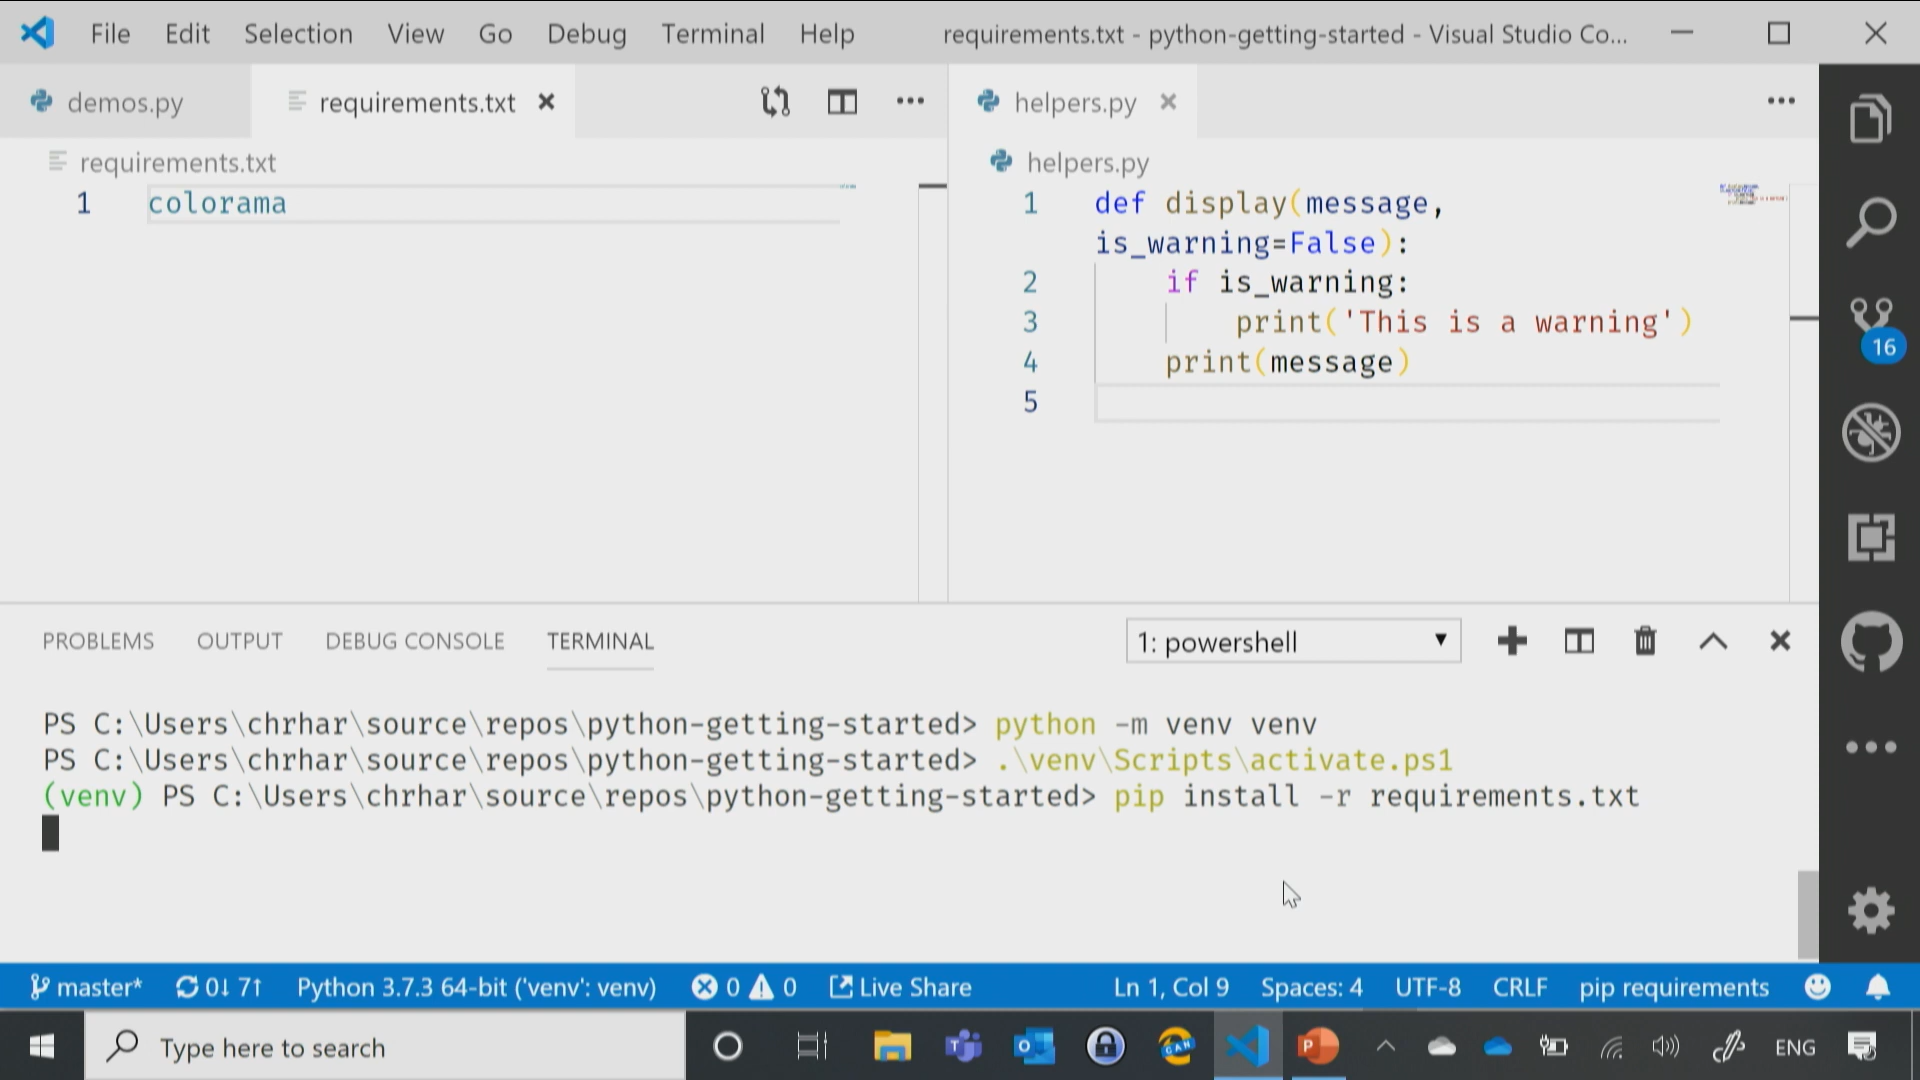 File Edit Selection View Go Debug Terminal Help requirements.txt - python-getting-started - Visual Studio Co...
demos.py requirements.txt helpers.py
requirements.txt helpers.py
1 colorama
1 def display(message,
is_warning=False):
2 if is_warning:
3 print('This is a warning')
4 print(message)
5
16
PROBLEMS OUTPUT DEBUG CONSOLE TERMINAL 1: powershell
PS C:\Users\chrhar\source\repos\python-getting-started> python -m venv venv
PS C:\Users\chrhar\source\repos\python-getting-started> .\venv\Scripts\activate.ps1
(venv) PS C:\Users\chrhar\source\repos\python-getting-started> pip install -r requirements.txt
master* 0↓ 7↑ Python 3.7.3 64-bit ('venv': venv) 0 0 Live Share Ln 1, Col 9 Spaces: 4 UTF-8 CRLF pip requirements
Type here to search ENG